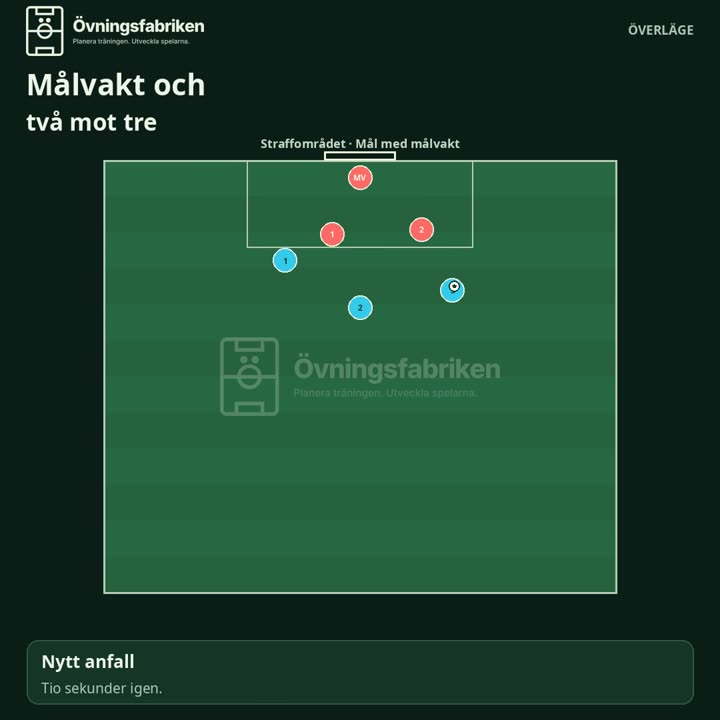 Övningsfabriken
Planera träningen. Utveckla spelarna.
ÖVERLÄGE
Målvakt och
två mot tre
Straffområdet · Mål med målvakt
MV
1
2
1
2
Övningsfabriken
Planera träningen. Utveckla spelarna.
Nytt anfall
Tio sekunder igen.